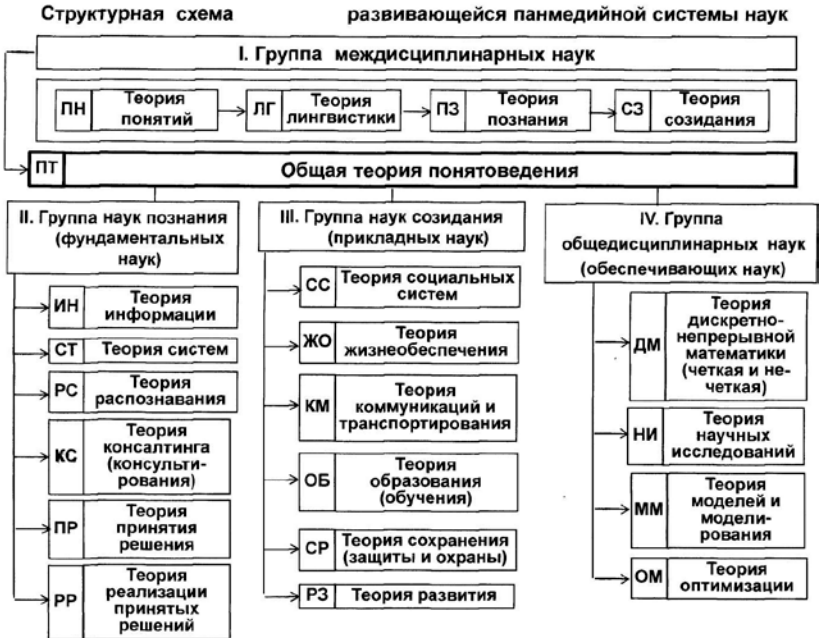 Структурная схема развивающейся панмедийной системы наук
I. Группа междисциплинарных наук
ПН
Теория
понятий
ЛГ
Теория
лингвистики
ПЗ
Теория
познания
СЗ
Теория
созидания
ПТ
Общая теория понятоведения
II. Группа наук познания
(фундаментальных
наук)
ИН
Теория
информации
СТ
Теория систем
РС
Теория
распознавания
КС
Теория
консалтинга
(консульти-
рования)
ПР
Теория
принятия
решения
РР
Теория
реализации
принятых
решений
III. Группа наук созидания
(прикладных наук)
СС
Теория социальных
систем
ЖО
Теория
жизнеобеспечения
КМ
Теория
коммуникаций и
транспортирования
ОБ
Теория
образования
(обучения)
СР
Теория сохранения
(защиты и охраны)
РЗ
Теория развития
IV. Группа
общедисциплинарных наук
(обеспечивающих наук)
ДМ
Теория
дискретно-
непрерывной
математики
(четкая и не-
четкая)
НИ
Теория
научных
исследований
ММ
Теория
моделей и
модели-
рования
ОМ
Теория
оптимизации